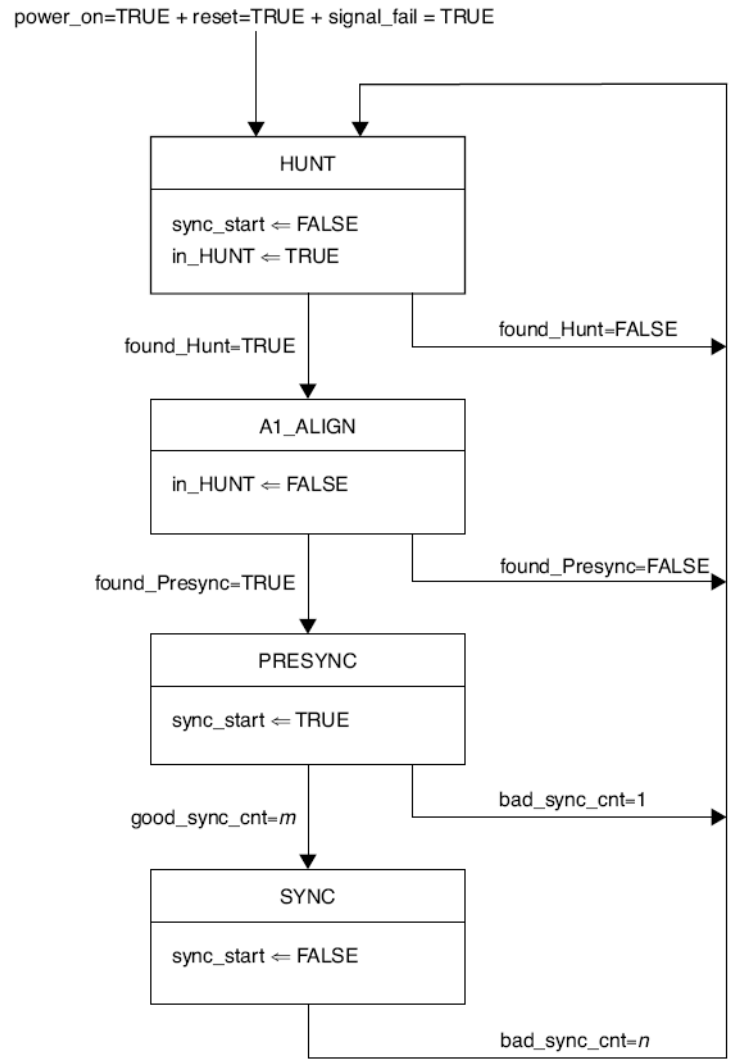 power_on=TRUE + reset=TRUE + signal_fail = TRUE
HUNT
sync_start ⇐ FALSE
in_HUNT ⇐ TRUE
found_Hunt=TRUE
found_Hunt=FALSE
A1_ALIGN
in_HUNT ⇐ FALSE
found_Presync=TRUE
found_Presync=FALSE
PRESYNC
sync_start ⇐ TRUE
good_sync_cnt=m
bad_sync_cnt=1
SYNC
sync_start ⇐ FALSE
bad_sync_cnt=n